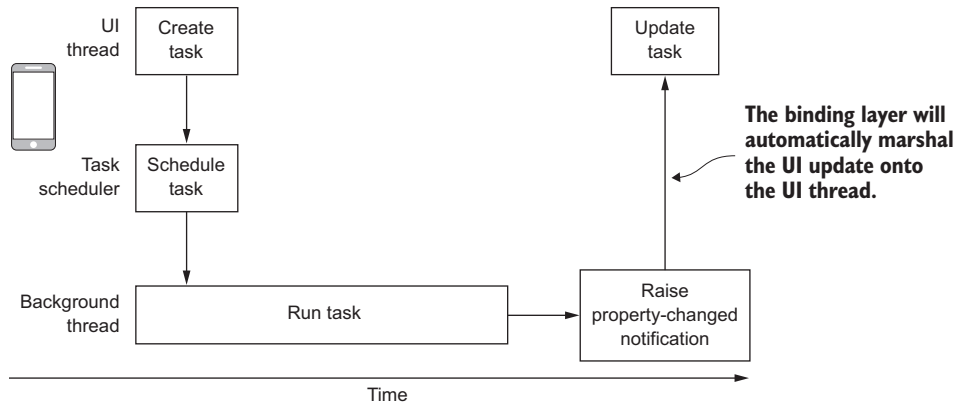 UI
thread
Create
task
Update
task
The binding layer will
automatically marshal
the UI update onto
the UI thread.
Task
scheduler
Schedule
task
Background
thread
Run task
Raise
property-changed
notification
Time